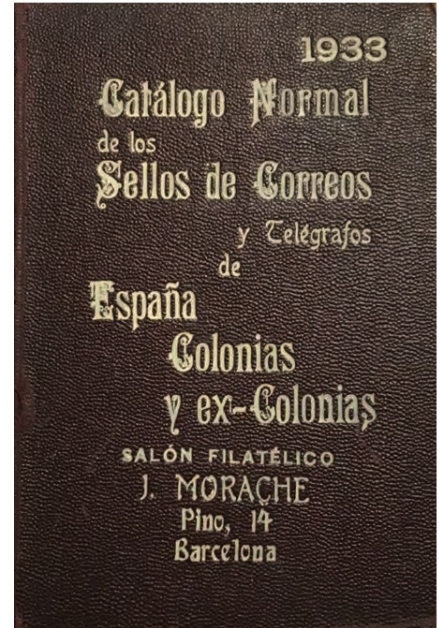 1933
Catálogo Normal
de los
Sellos de Correos
y Telégrafos
de
España
Colonias
y ex-Colonias
SALÓN FILATÉLICO
J. MORACHE
Pino, 14
Barcelona